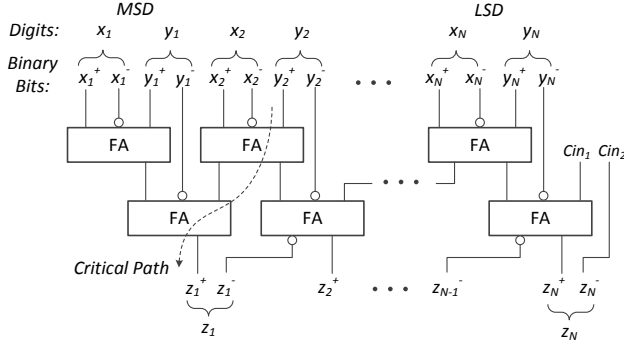 MSD LSD
Digits: x1 y1 x2 y2 xN yN
Binary Bits: x1+ x1- y1+ y1- x2+ x2- y2+ y2- • • • xN+ xN- yN+ yN-
FA FA FA Cin1 Cin2
• • •
FA FA FA
Critical Path
z1+ z1- z2+ • • • zN-1- zN+ zN-
z1 zN